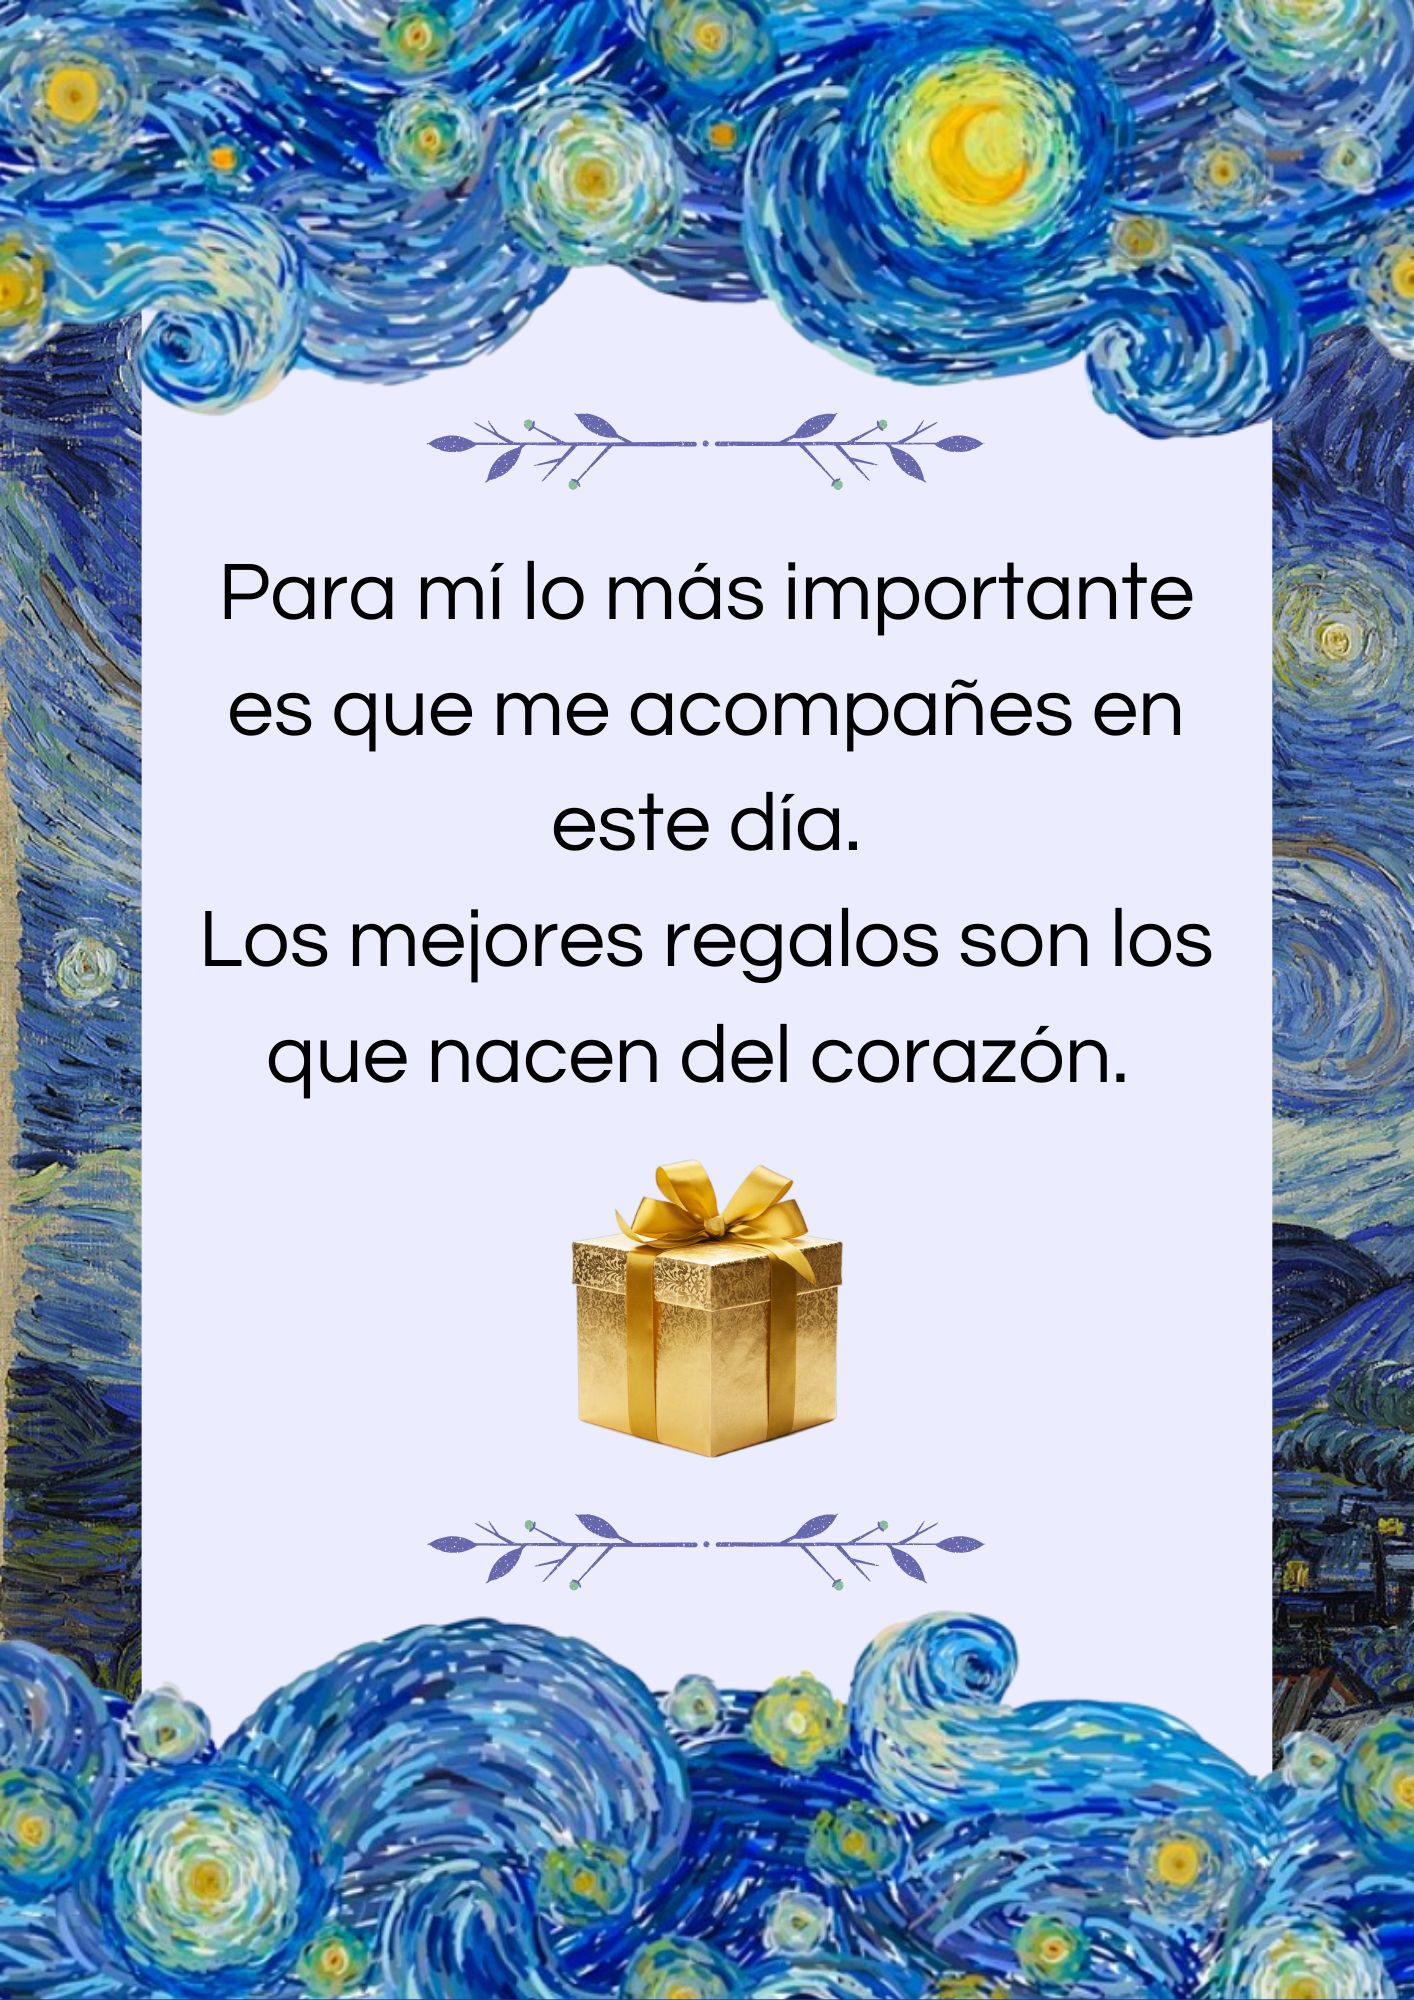 Para mí lo más importante
es que me acompañes en
este día.
Los mejores regalos son los
que nacen del corazón.